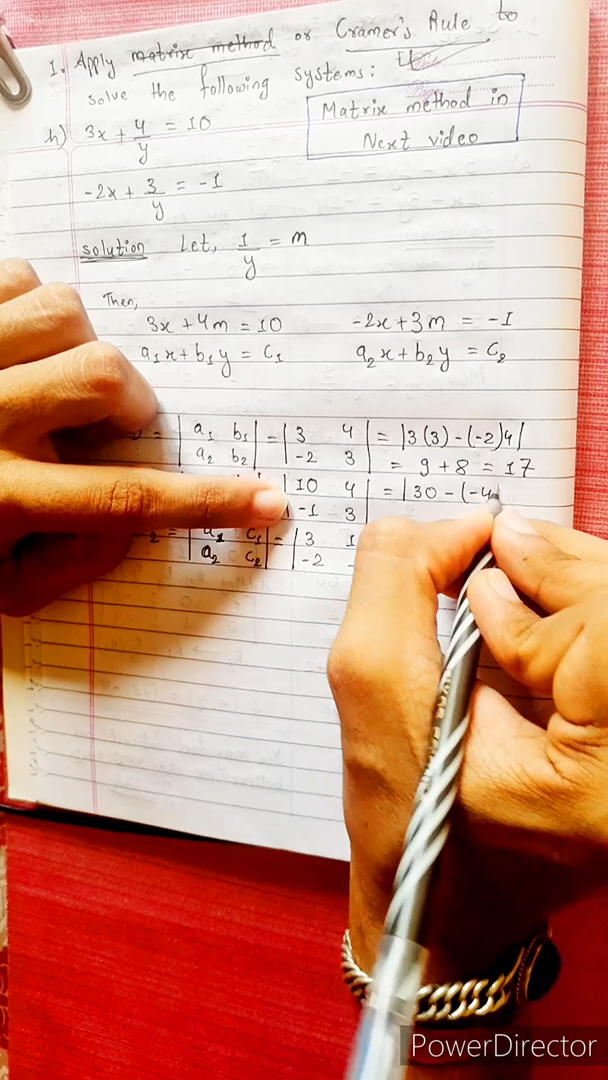 1. Apply matrix method or Cramer's Rule to
solve the following systems:
Matrix method in
Next video
h) 3x + 4/y = 10
-2x + 3/y = -1
solution Let, 1/y = m
Then,
3x + 4m = 10 -2x + 3m = -1
a₁x + b₁y = c₁ a₂x + b₂y = c₂
= | a₁ b₁ | = | 3 4 | = |3(3) - (-2)4|
| a₂ b₂ | | -2 3 | = 9 + 8 = 17
| 10 4 | = | 30 - (-4
| -1 3 |
= | a₁ c₁ | = | 3 1
| a₂ c₂ | | -2 -
PowerDirector